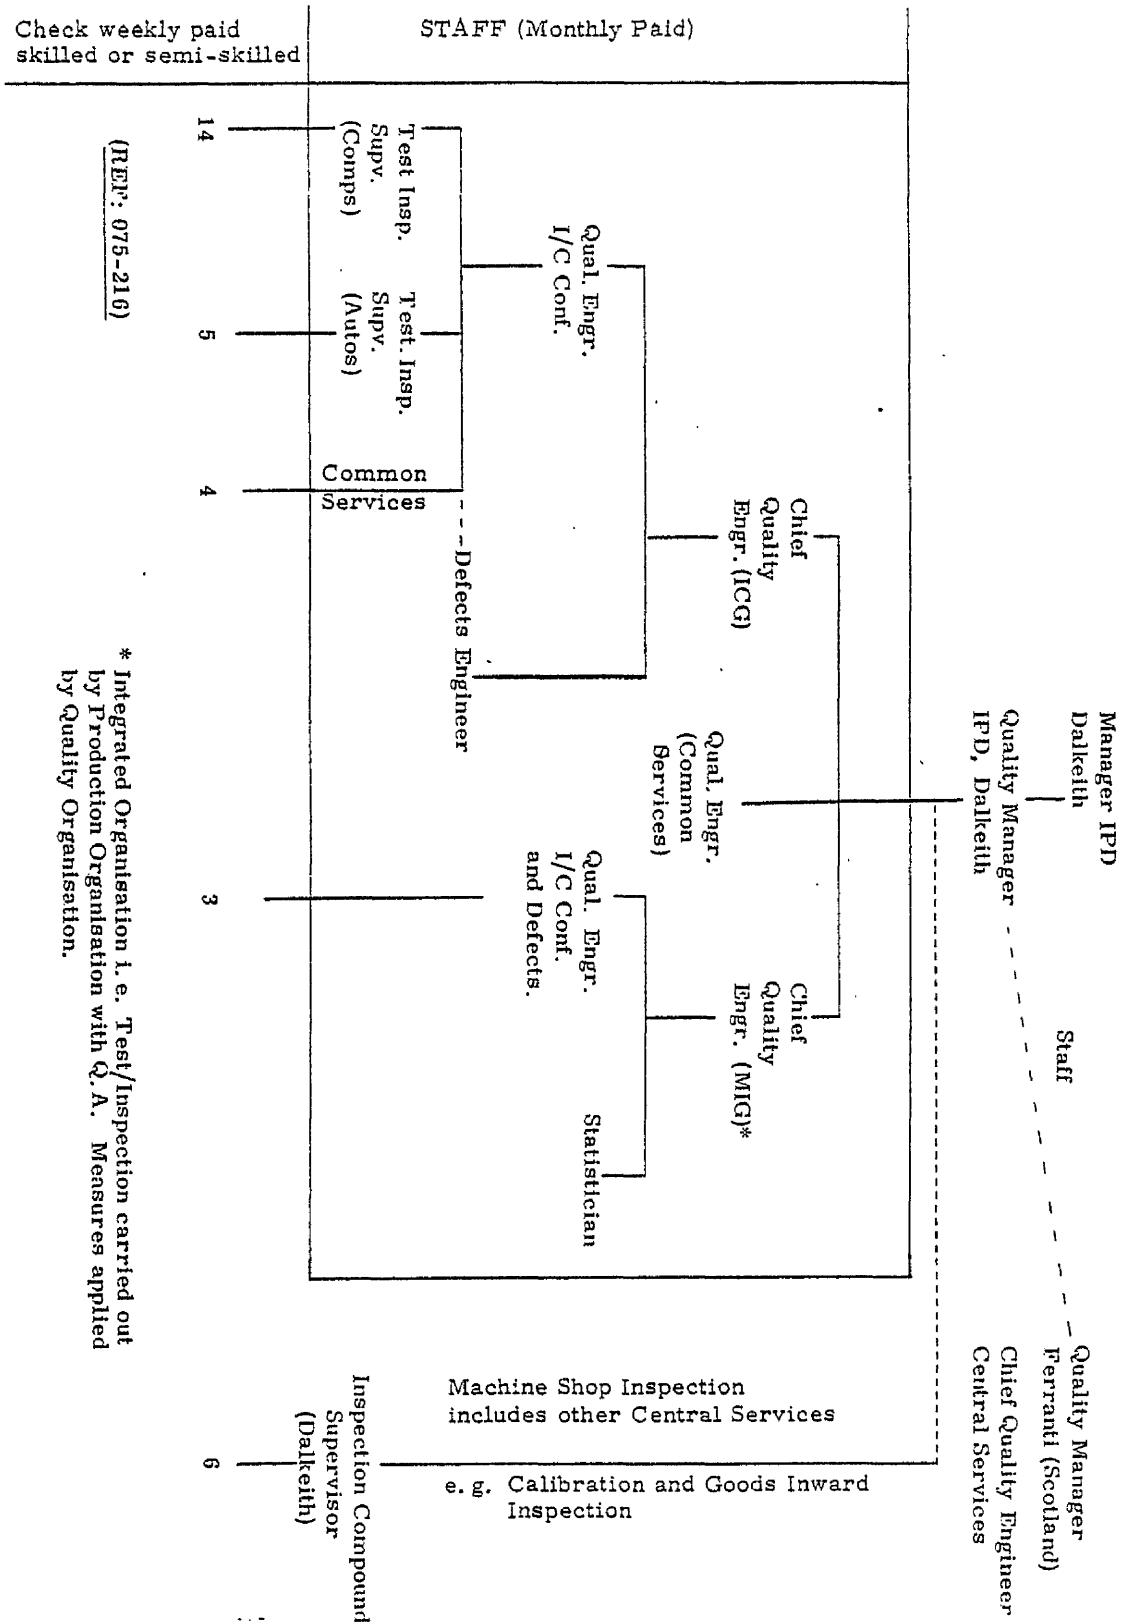 Manager IPD
Dalkeith
Quality Manager
IPD, Dalkeith
Staff
Quality Manager
Ferranti (Scotland)
Chief Quality Engineer
Central Services
Check weekly paid
skilled or semi-skilled
STAFF (Monthly Paid)
Chief
Quality
Engr. (ICG)
Qual. Engr.
(Common
Services)
Chief
Quality
Engr. (MIG)*
Qual. Engr.
I/C Conf.
Defects Engineer
Qual. Engr.
I/C Conf.
and Defects.
Statistician
Test Insp.
Supv.
(Comps)
Test. Insp.
Supv.
(Autos)
Common
Services
Machine Shop Inspection
includes other Central Services
e.g. Calibration and Goods Inward
Inspection
Inspection Compound
Supervisor
(Dalkeith)
14
5
4
3
6
(REF: 075-216)
* Integrated Organisation i.e. Test/Inspection carried out
by Production Organisation with Q.A. Measures applied
by Quality Organisation.